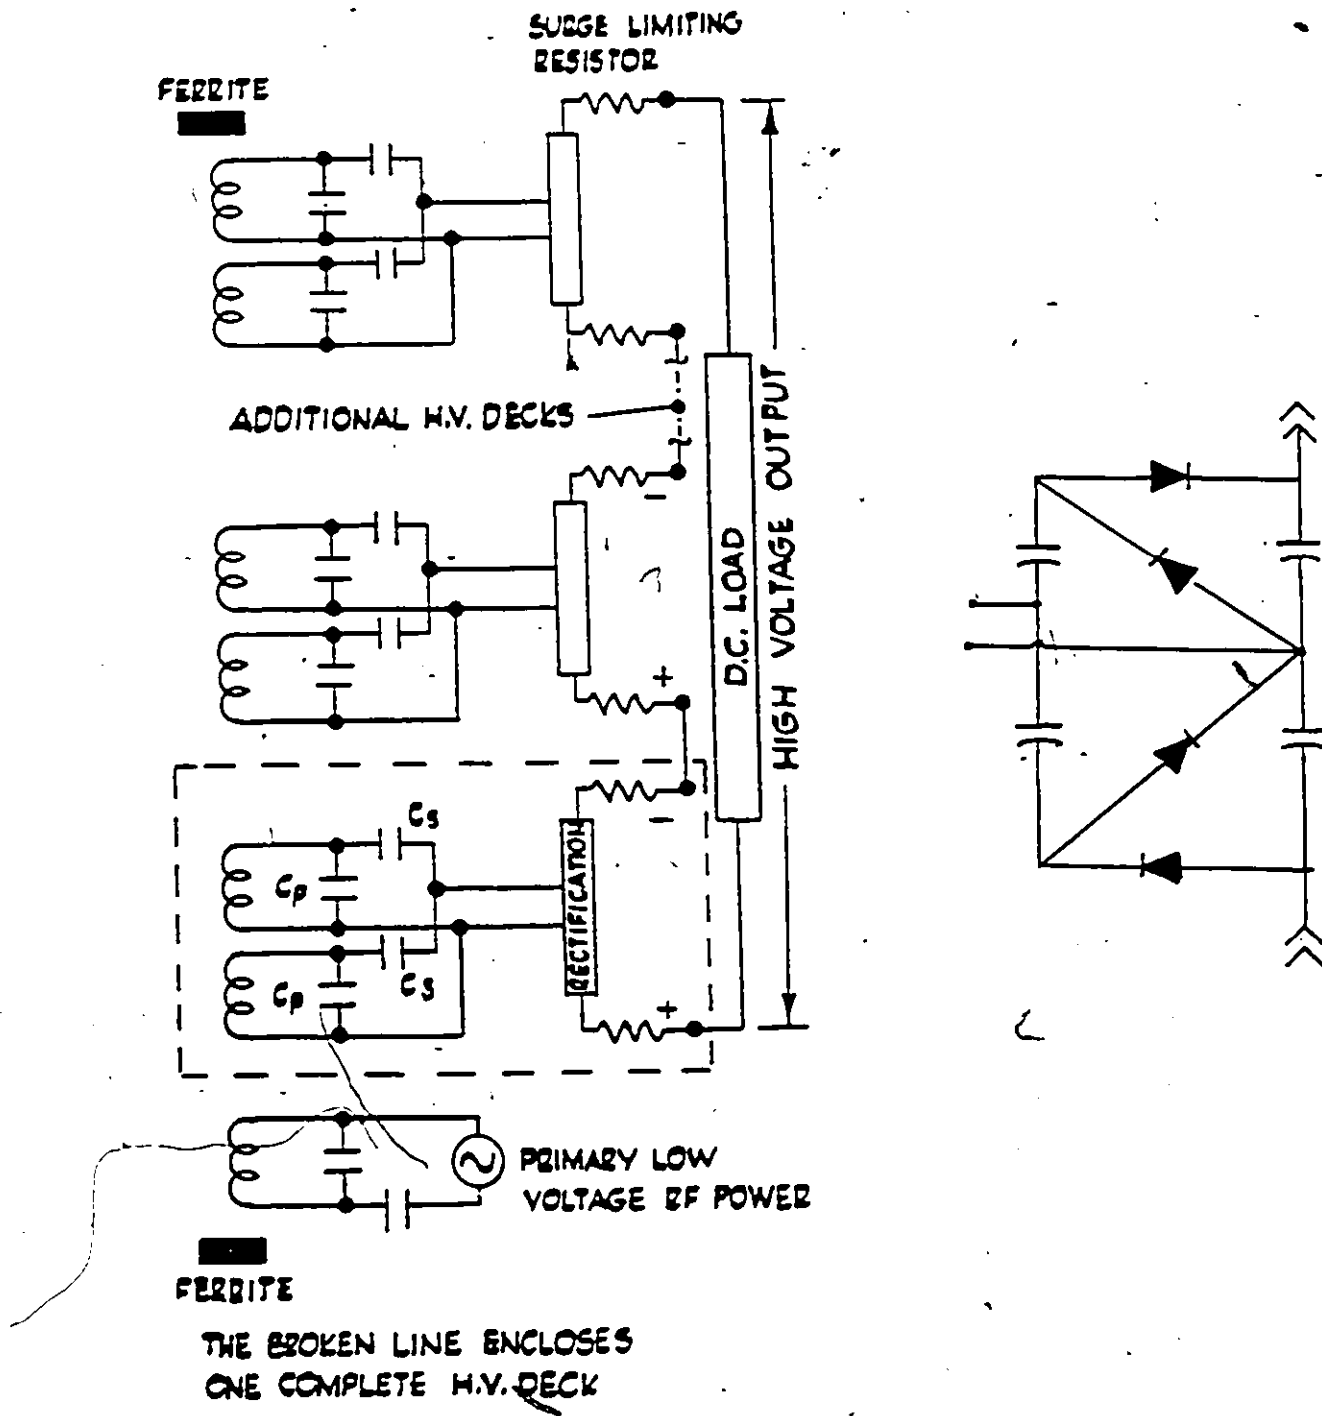 SURGE LIMITING
RESISTOR
FERRITE
ADDITIONAL H.V. DECKS
−
+
D.C. LOAD
HIGH VOLTAGE OUTPUT
Cs
Cp
RECTIFICATION
−
Cp
Cs
+
PRIMARY LOW
VOLTAGE RF POWER
FERRITE
THE BROKEN LINE ENCLOSES
ONE COMPLETE H.V. DECK